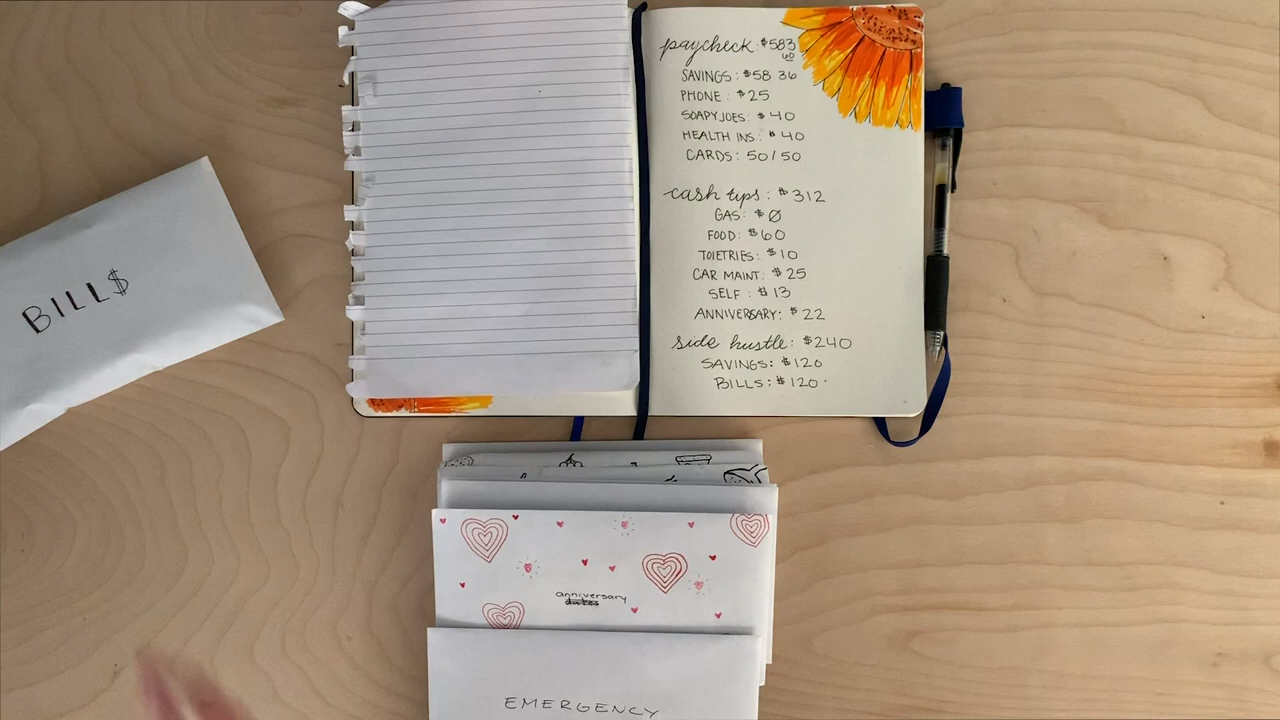 BILL$
paycheck: $583
60
SAVINGS: $58 36
PHONE: $25
SOAPY JOES: $40
HEALTH INS: $40
CARDS: 50/50
cash tips: $312
GAS: $0
FOOD: $60
TOIETRIES: $10
CAR MAINT: $25
SELF: $13
ANNIVERSARY: $22
side hustle: $240
SAVINGS: $120
BILLS: $120
anniversary
dates
EMERGENCY